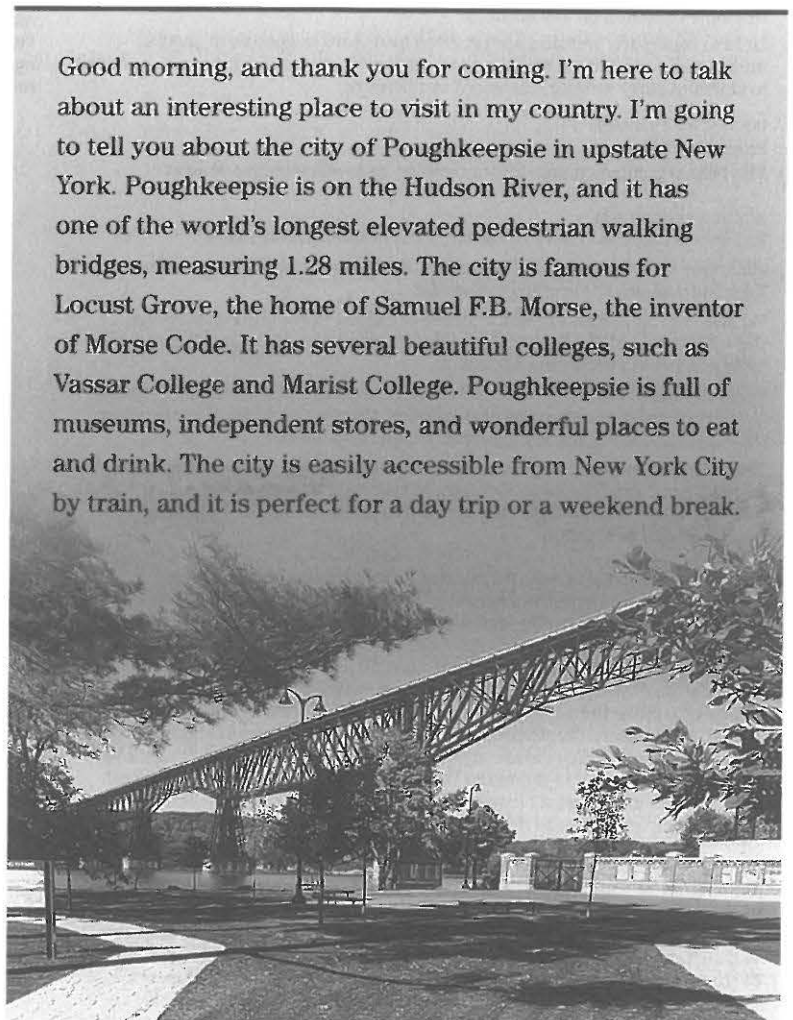 Good morning, and thank you for coming. I'm here to talk
about an interesting place to visit in my country. I'm going
to tell you about the city of Poughkeepsie in upstate New
York. Poughkeepsie is on the Hudson River, and it has
one of the world's longest elevated pedestrian walking
bridges, measuring 1.28 miles. The city is famous for
Locust Grove, the home of Samuel F.B. Morse, the inventor
of Morse Code. It has several beautiful colleges, such as
Vassar College and Marist College. Poughkeepsie is full of
museums, independent stores, and wonderful places to eat
and drink. The city is easily accessible from New York City
by train, and it is perfect for a day trip or a weekend break.